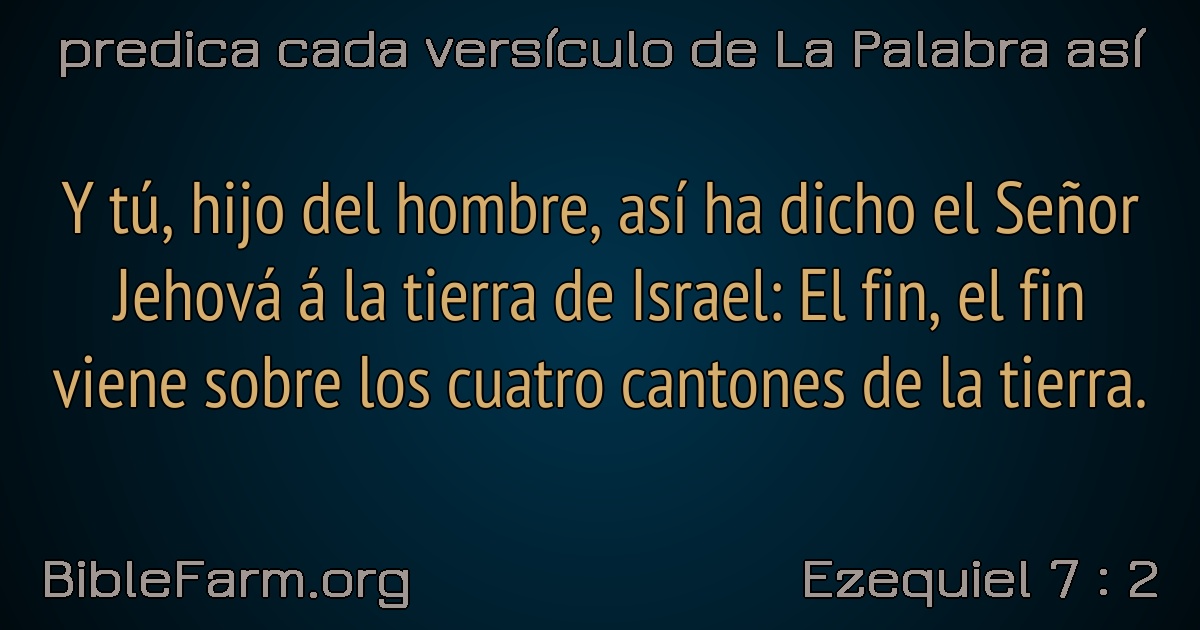 predica cada versículo de La Palabra así
Y tú, hijo del hombre, así ha dicho el Señor
Jehová á la tierra de Israel: El fin, el fin
viene sobre los cuatro cantones de la tierra.
BibleFarm.org
Ezequiel 7 : 2